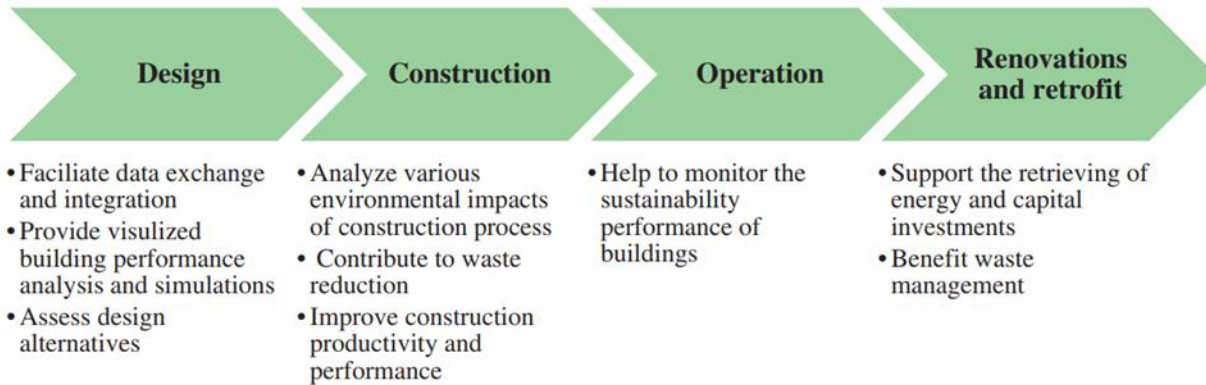 Design
Construction
Operation
Renovations
and retrofit
• Faciliate data exchange
and integration
• Provide visulized
building performance
analysis and simulations
• Assess design
alternatives
• Analyze various
environmental impacts
of construction process
• Contribute to waste
reduction
• Improve construction
productivity and
performance
• Help to monitor the
sustainability
performance of
buildings
• Support the retrieving of
energy and capital
investments
• Benefit waste
management